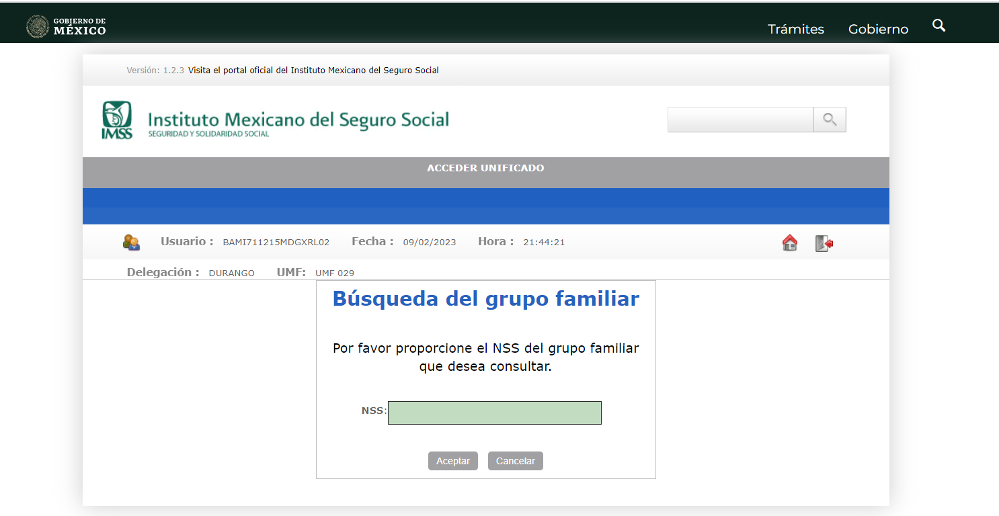 GOBIERNO DE
MÉXICO
Trámites Gobierno
Versión: 1.2.3 Visita el portal oficial del Instituto Mexicano del Seguro Social
IMSS
Instituto Mexicano del Seguro Social
SEGURIDAD Y SOLIDARIDAD SOCIAL
ACCEDER UNIFICADO
Usuario : BAMI711215MDGXRL02 Fecha : 09/02/2023 Hora : 21:44:21
Delegación : DURANGO UMF: UMF 029
Búsqueda del grupo familiar
Por favor proporcione el NSS del grupo familiar
que desea consultar.
NSS:
Aceptar Cancelar